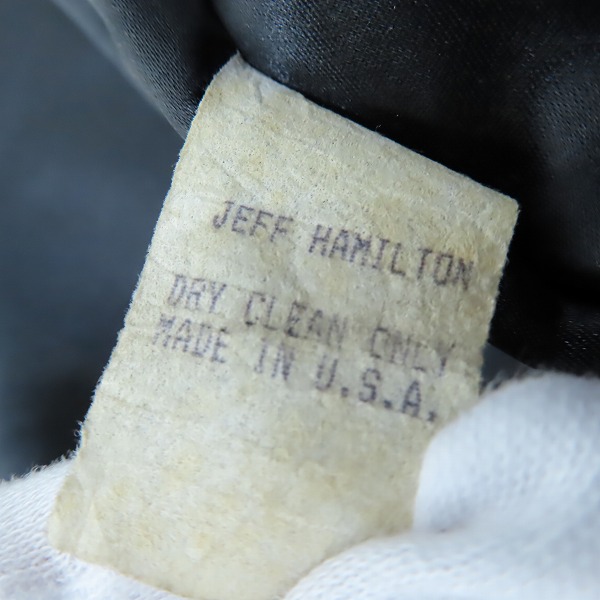 JEFF HAMILTON
DRY CLEAN ONLY
MADE IN U.S.A.